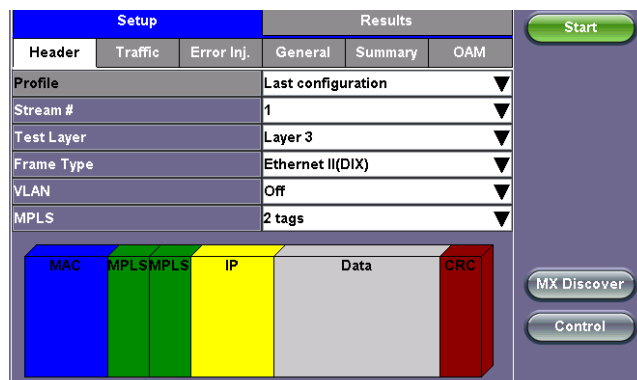 Setup Results
Start
Header Traffic Error Inj. General Summary OAM
Profile Last configuration
Stream # 1
Test Layer Layer 3
Frame Type Ethernet II(DIX)
VLAN Off
MPLS 2 tags
MAC MPLS MPLS IP Data CRC
MX Discover
Control